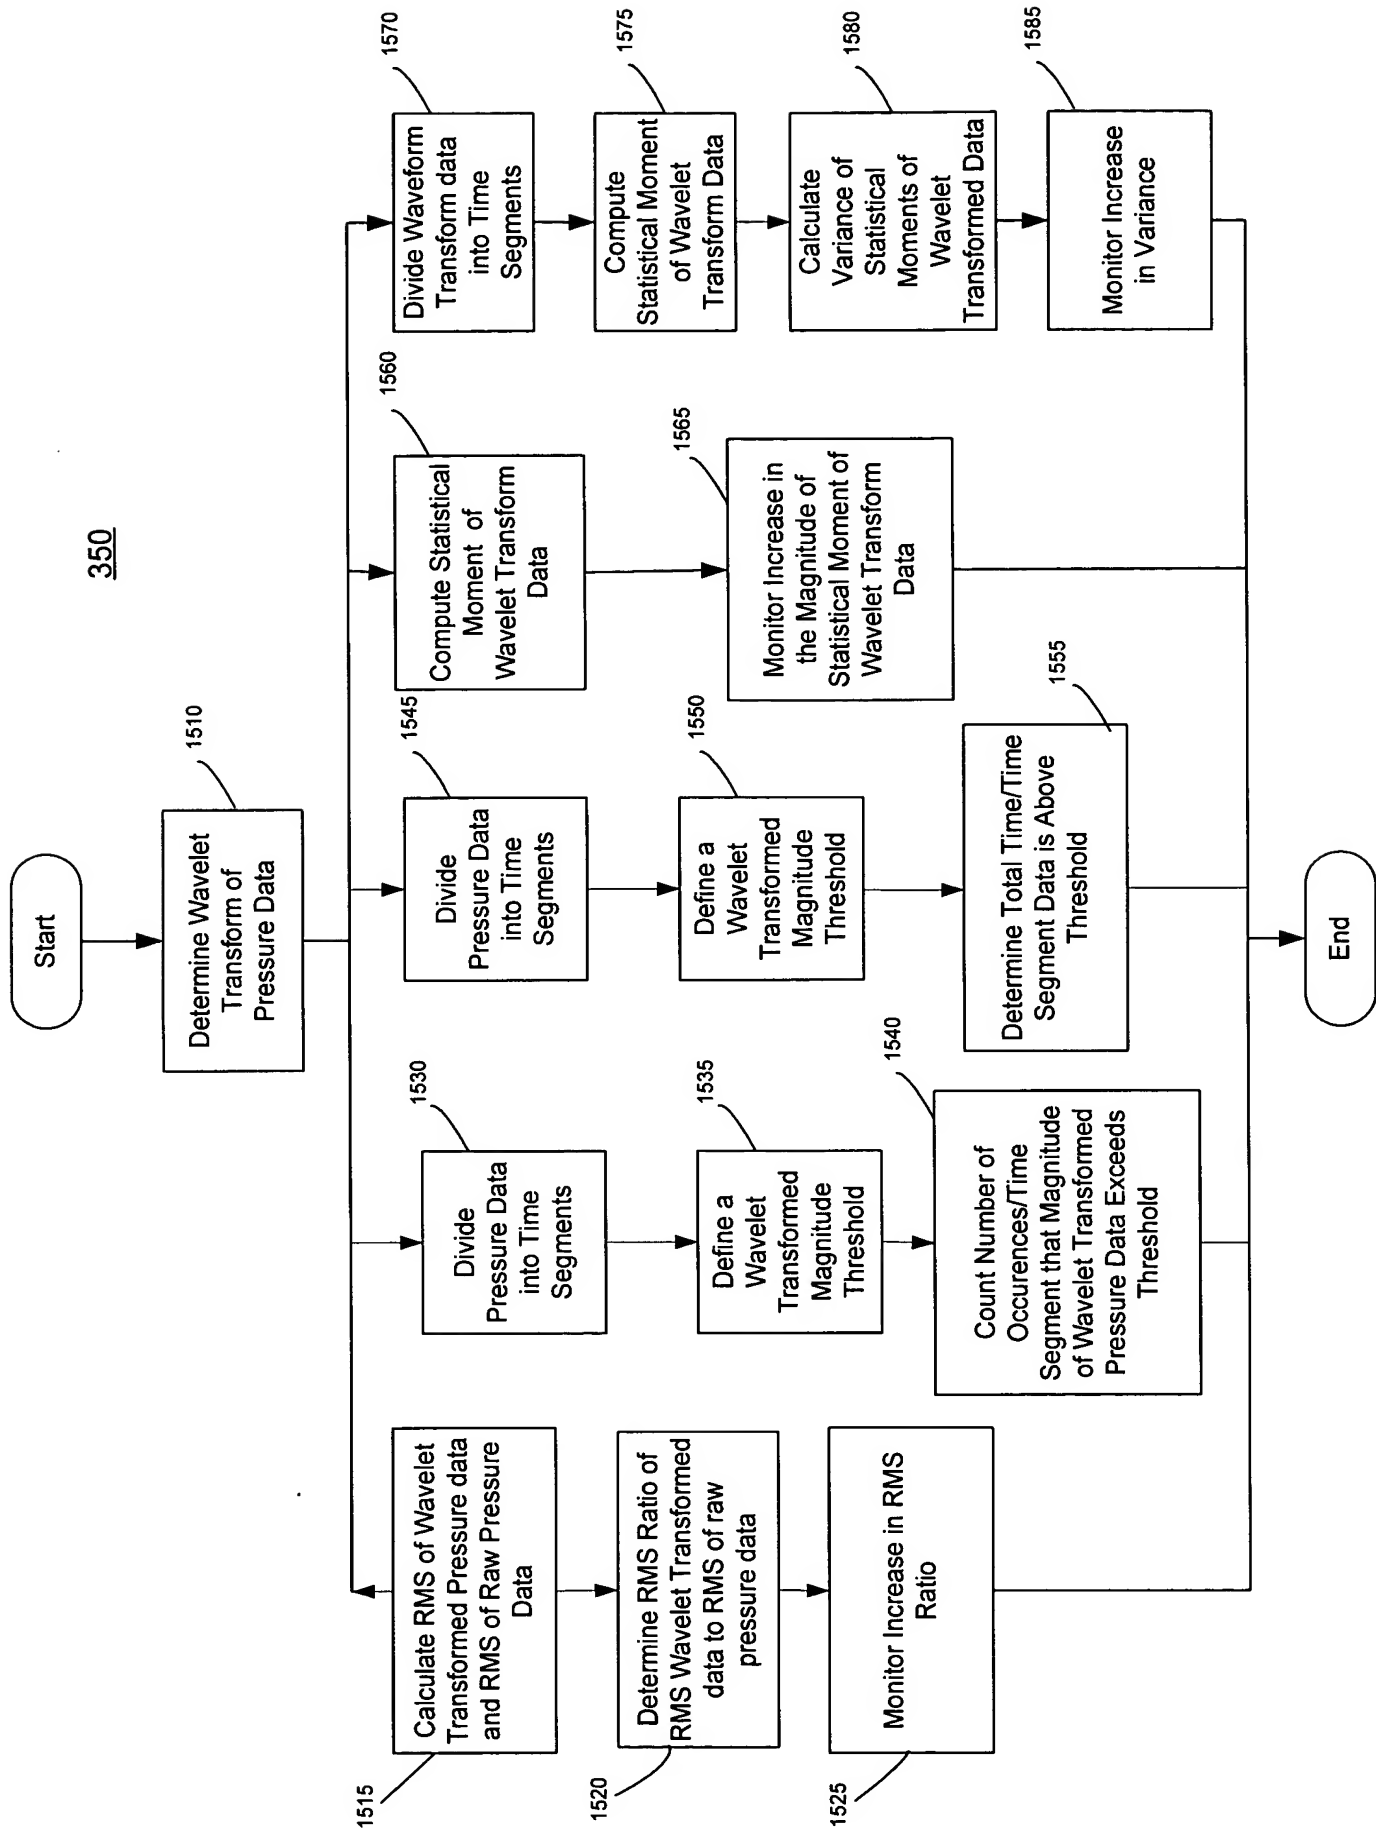 350
Start
Determine Wavelet
Transform of
Pressure Data
1510
Calculate RMS of Wavelet
Transformed Pressure data
and RMS of Raw Pressure
Data
1515
Determine RMS Ratio of
RMS Wavelet Transformed
data to RMS of raw
pressure data
1520
Monitor Increase in RMS
Ratio
1525
Divide
Pressure Data
into Time
Segments
1530
Define a
Wavelet
Transformed
Magnitude
Threshold
1535
Count Number of
Occurences/Time
Segment that Magnitude
of Wavelet Transformed
Pressure Data Exceeds
Threshold
1540
Divide
Pressure Data
into Time
Segments
1545
Define a
Wavelet
Transformed
Magnitude
Threshold
1550
Determine Total Time/Time
Segment Data is Above
Threshold
1555
Compute Statistical
Moment of
Wavelet Transform
Data
1560
Monitor Increase in
the Magnitude of
Statistical Moment of
Wavelet Transform
Data
1565
Divide Waveform
Transform data
into Time
Segments
1570
Compute
Statistical Moment
of Wavelet
Transform Data
1575
Calculate
Variance of
Statistical
Moments of
Wavelet
Transformed Data
1580
Monitor Increase
in Variance
1585
End